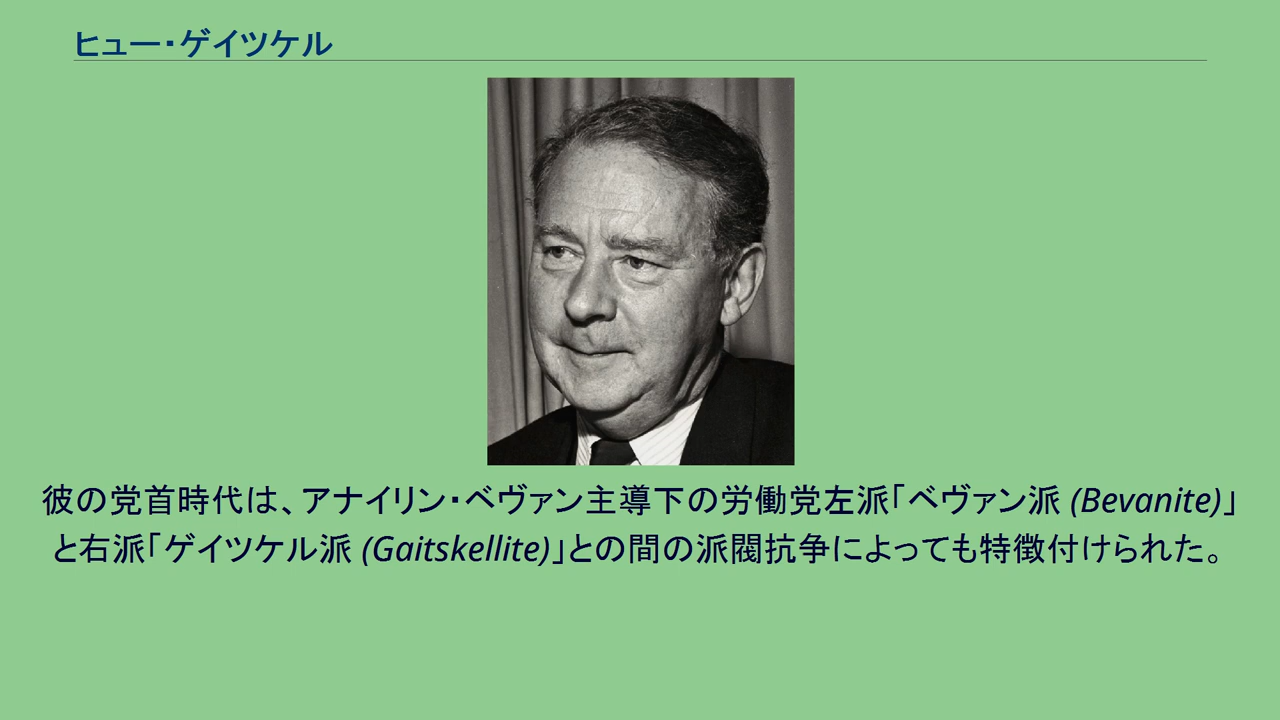 ヒュー・ゲイツケル
彼の党首時代は、アナイリン・ベヴァン主導下の労働党左派「ベヴァン派 (Bevanite)」
と右派「ゲイツケル派 (Gaitskellite)」との間の派閥抗争によっても特徴付けられた。